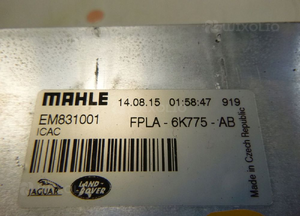 MAHLE 14.08.15 01:58:47 919
EM831001 FPLA - 6K775 - AB
ICAC
JAGUAR
LAND-
ROVER
Made in Czech Republic